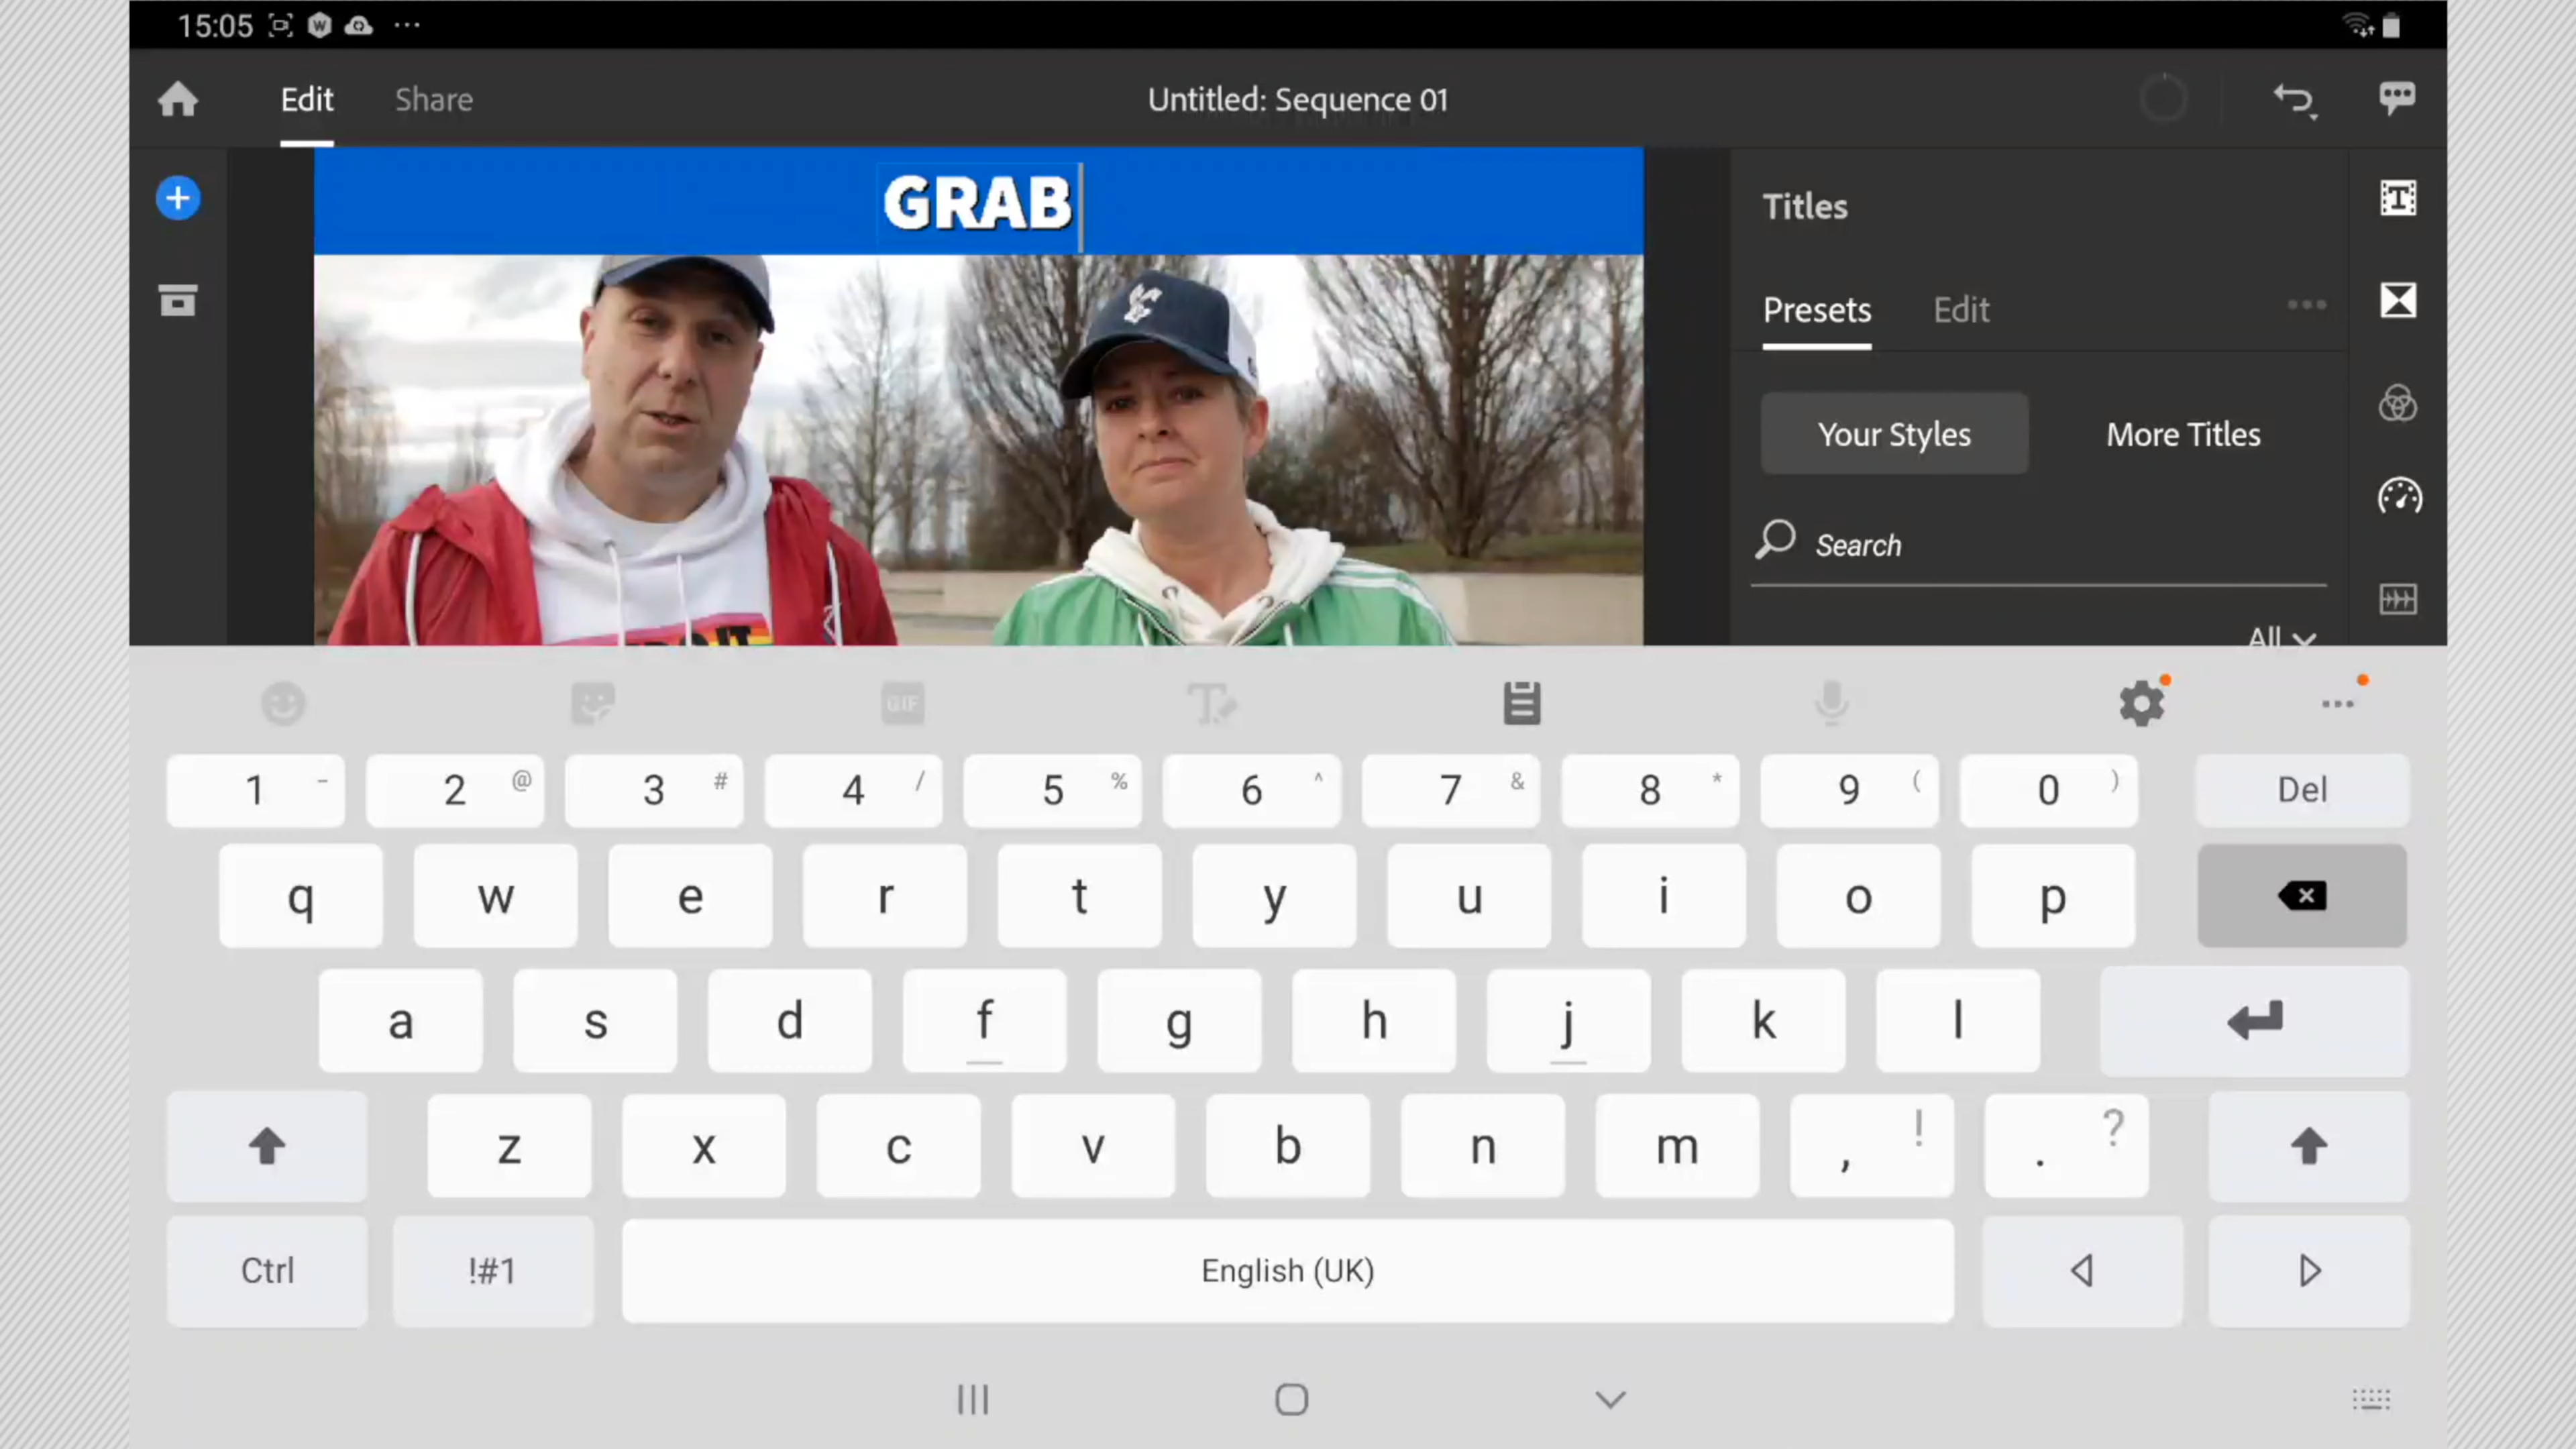 15:05
Edit Share Untitled: Sequence 01
GRAB
Titles
Presets Edit
Your Styles More Titles
Search
All
GIF
1 - 2 @ 3 # 4 / 5 % 6 ^ 7 & 8 * 9 ( 0 ) Del
q w e r t y u i o p
a s d f g h j k l
z x c v b n m , ! . ?
Ctrl !#1 English (UK)